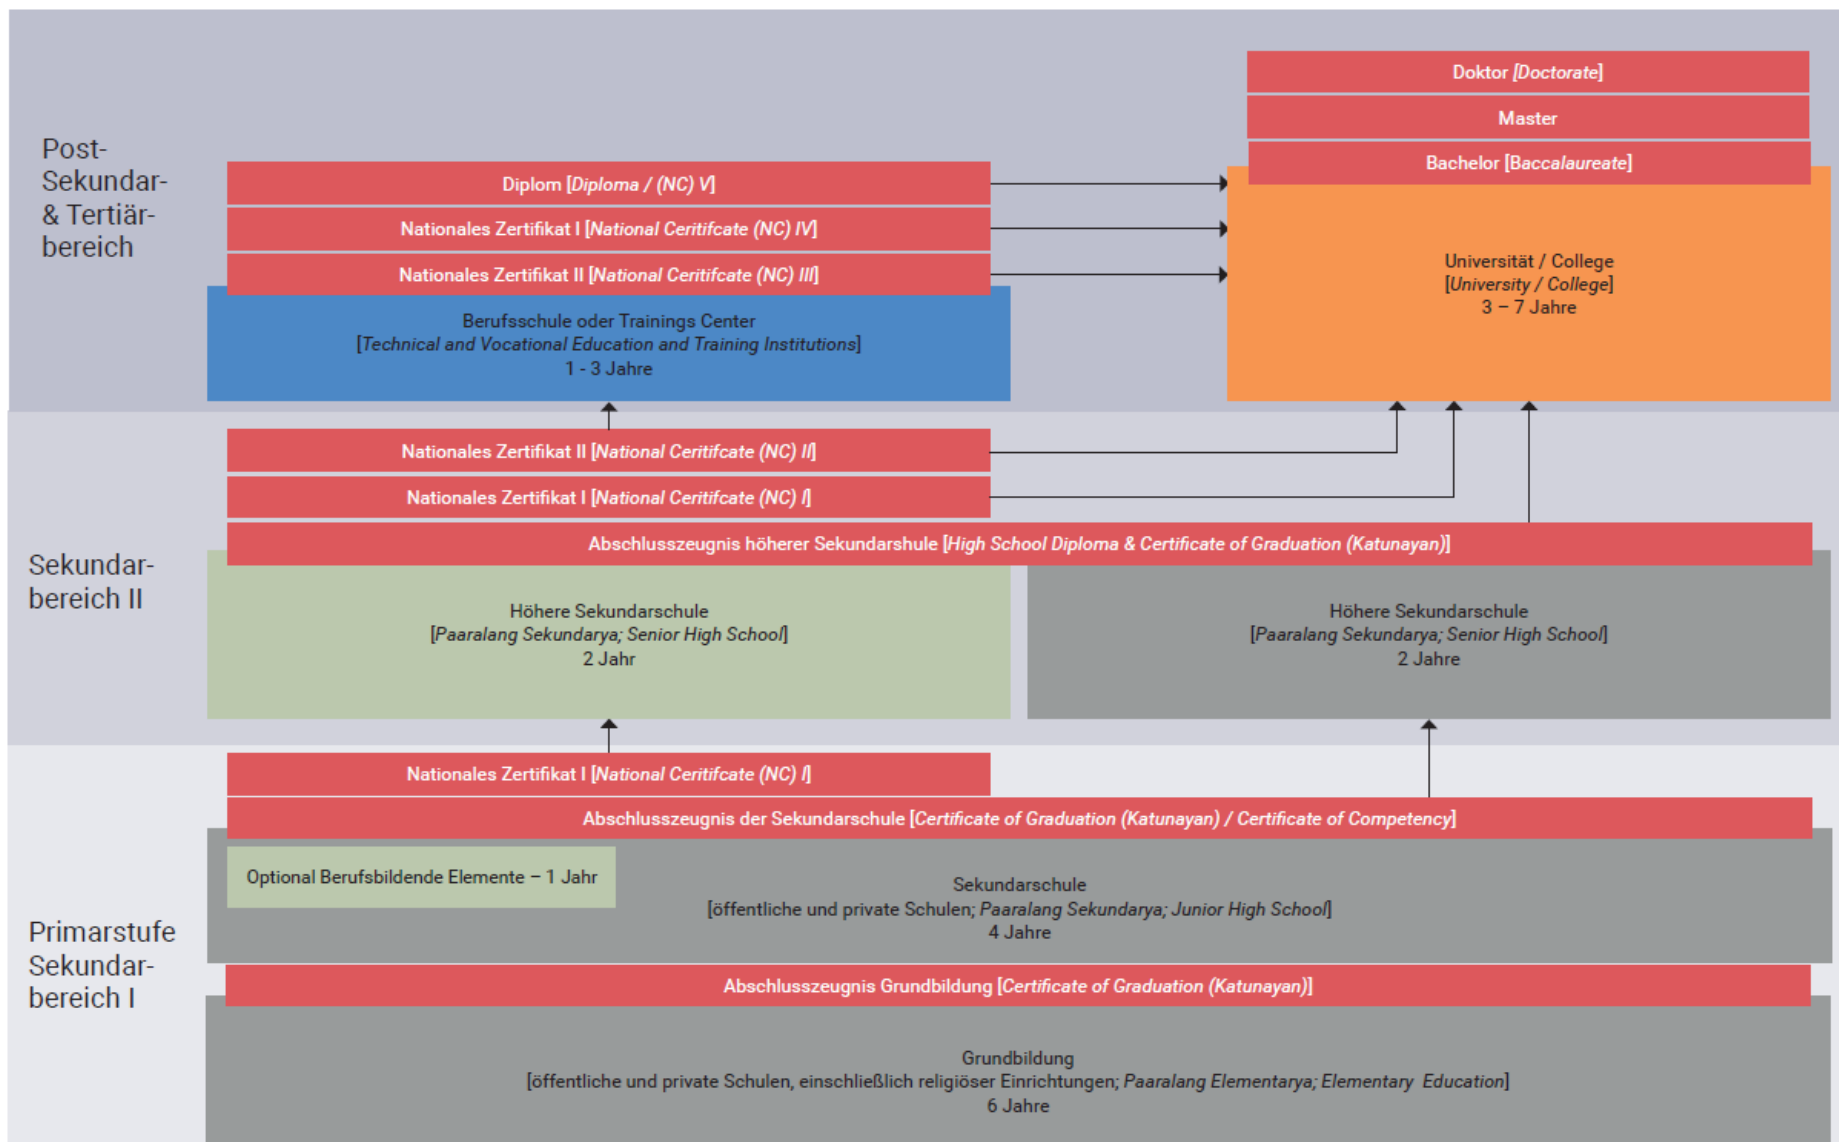 Post-
Sekundar-
& Tertiär-
bereich
Doktor [Doctorate]
Master
Bachelor [Baccalaureate]
Diplom [Diploma / (NC) V]
Nationales Zertifikat I [National Ceritifcate (NC) IV]
Nationales Zertifikat II [National Ceritifcate (NC) III]
Berufsschule oder Trainings Center
[Technical and Vocational Education and Training Institutions]
1 - 3 Jahre
Universität / College
[University / College]
3 – 7 Jahre
Sekundar-
bereich II
Nationales Zertifikat II [National Ceritifcate (NC) II]
Nationales Zertifikat I [National Ceritifcate (NC) I]
Abschlusszeugnis höherer Sekundarshule [High School Diploma & Certificate of Graduation (Katunayan)]
Höhere Sekundarschule
[Paaralang Sekundarya; Senior High School]
2 Jahr
Höhere Sekundarschule
[Paaralang Sekundarya; Senior High School]
2 Jahre
Primarstufe
Sekundar-
bereich I
Nationales Zertifikat I [National Ceritifcate (NC) I]
Abschlusszeugnis der Sekundarschule [Certificate of Graduation (Katunayan) / Certificate of Competency]
Optional Berufsbildende Elemente – 1 Jahr
Sekundarschule
[öffentliche und private Schulen; Paaralang Sekundarya; Junior High School]
4 Jahre
Abschlusszeugnis Grundbildung [Certificate of Graduation (Katunayan)]
Grundbildung
[öffentliche und private Schulen, einschließlich religiöser Einrichtungen; Paaralang Elementarya; Elementary Education]
6 Jahre